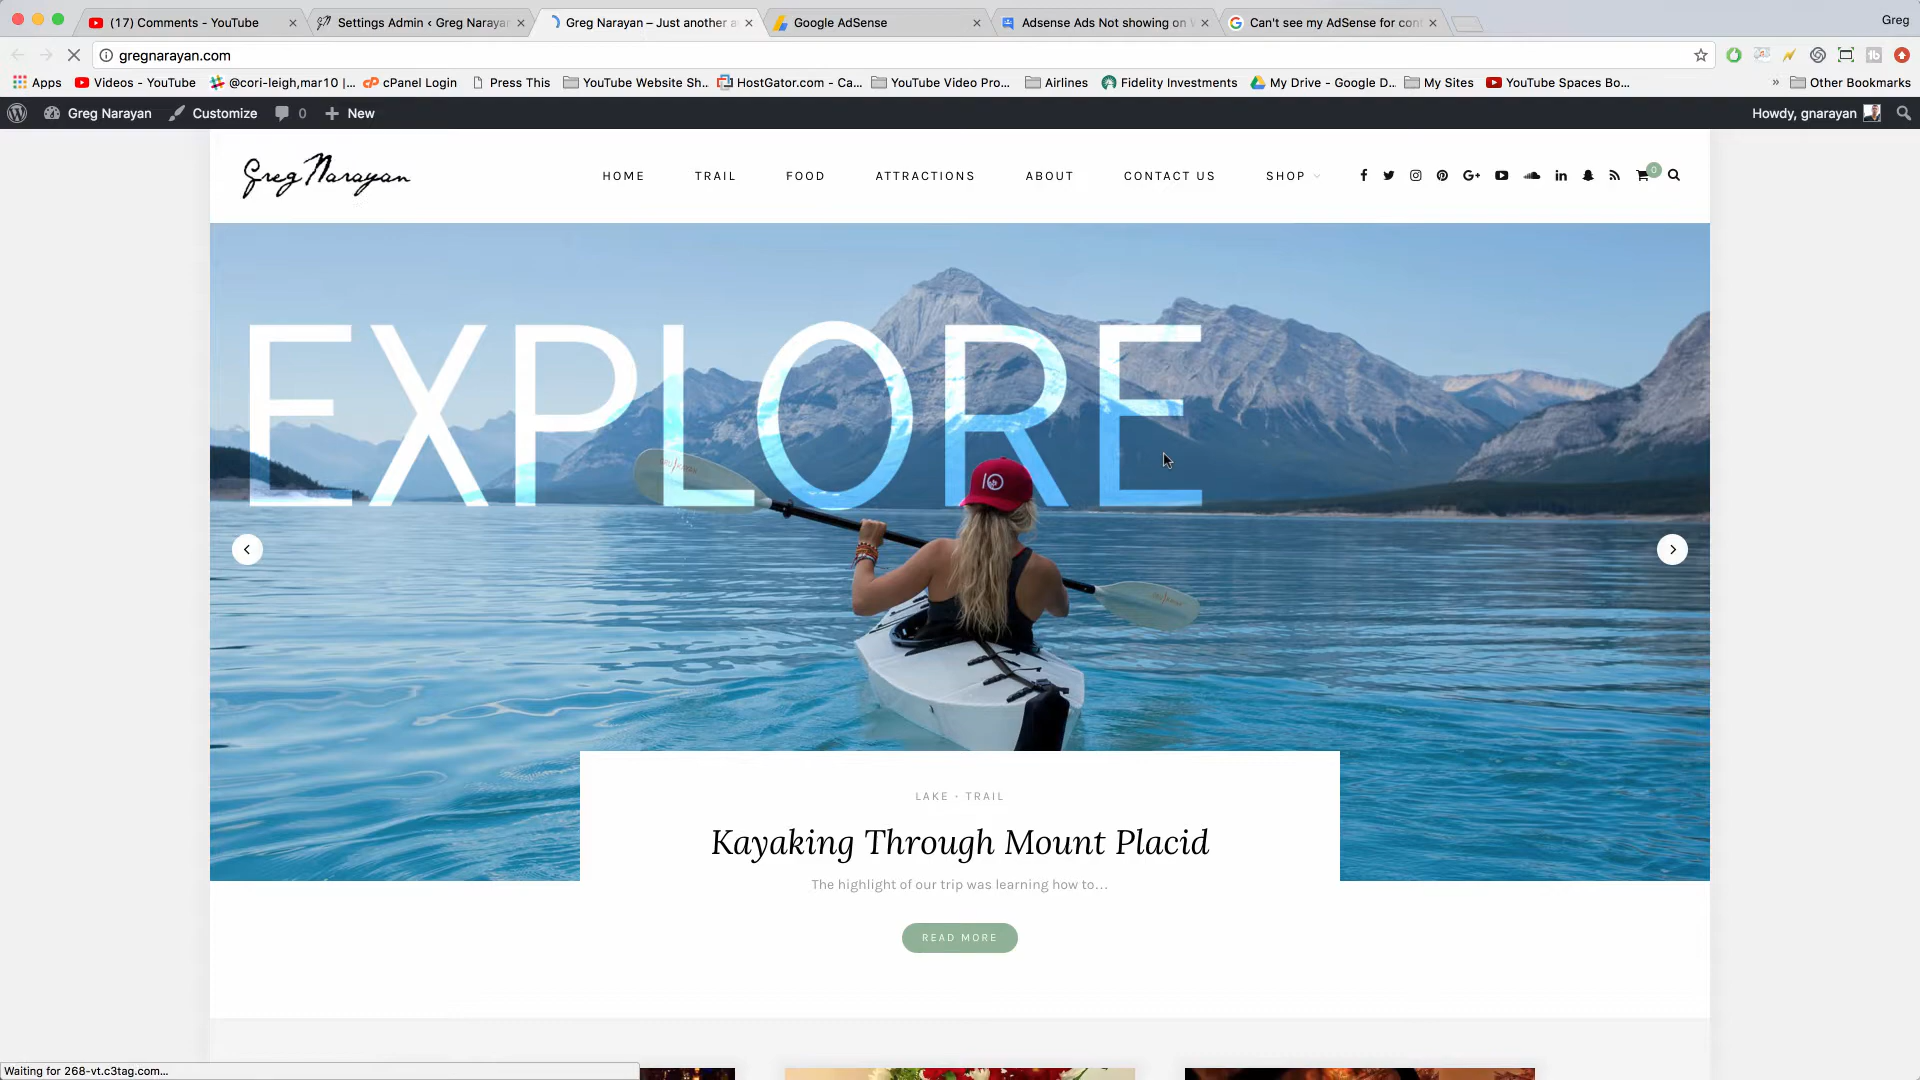 (17) Comments - YouTube
Settings Admin ‹ Greg Narayan
Greg Narayan – Just another a
Google AdSense
Adsense Ads Not showing on
Can't see my AdSense for con
Greg
gregnarayan.com
Apps
Videos - YouTube
@cori-leigh,mar10 |...
cPanel Login
Press This
YouTube Website Sh...
HostGator.com - Ca...
YouTube Video Pro...
Airlines
Fidelity Investments
My Drive - Google D...
My Sites
YouTube Spaces Bo...
»
Other Bookmarks
Greg Narayan
Customize
0
New
Howdy, gnarayan
Greg Narayan
HOME
TRAIL
FOOD
ATTRACTIONS
ABOUT
CONTACT US
SHOP
0
EXPLORE
LAKE · TRAIL
Kayaking Through Mount Placid
The highlight of our trip was learning how to...
READ MORE
Waiting for 268-vt.c3tag.com...